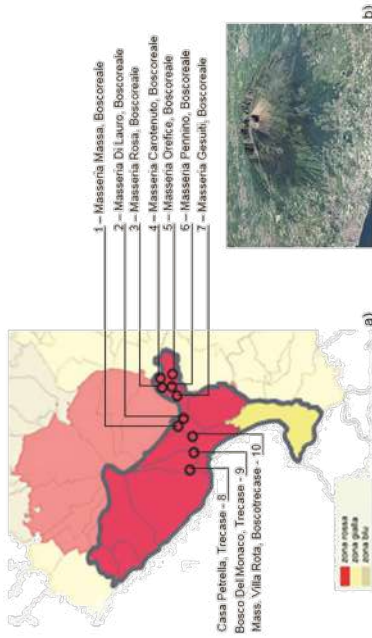 1 – Masseria Massa, Boscoreale
2 – Masseria Di Lauro, Boscoreale
3 – Masseria Rosa, Boscoreale
4 – Masseria Carotenuto, Boscoreale
5 – Masseria Orefice, Boscoreale
6 – Masseria Pennino, Boscoreale
7 – Masseria Gesuiti, Boscoreale
Casa Petrella, Trecase - 8
Bosco Del Monaco, Trecase - 9
Mass. Villa Rota, Boscotrecase - 10
zona rossa
zona gialla
zona blu
a)
b)